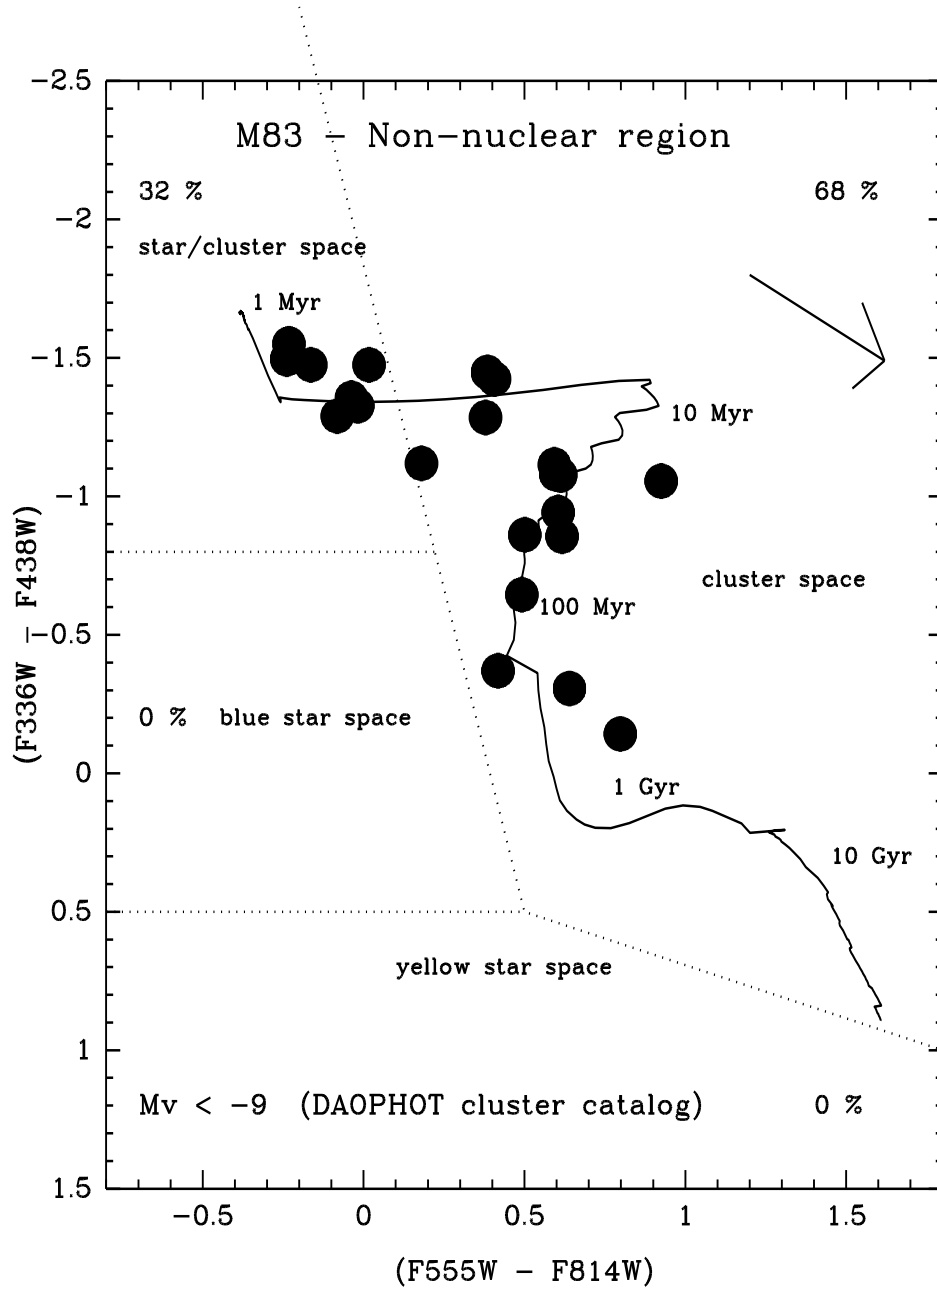 M83 − Non−nuclear region
32 %
68 %
star/cluster space
1 Myr
10 Myr
cluster space
100 Myr
0 % blue star space
1 Gyr
10 Gyr
yellow star space
Mv < −9 (DAOPHOT cluster catalog)
0 %
−2.5
−2
−1.5
−1
−0.5
0
0.5
1
1.5
(F336W − F438W)
−0.5
0
0.5
1
1.5
(F555W − F814W)